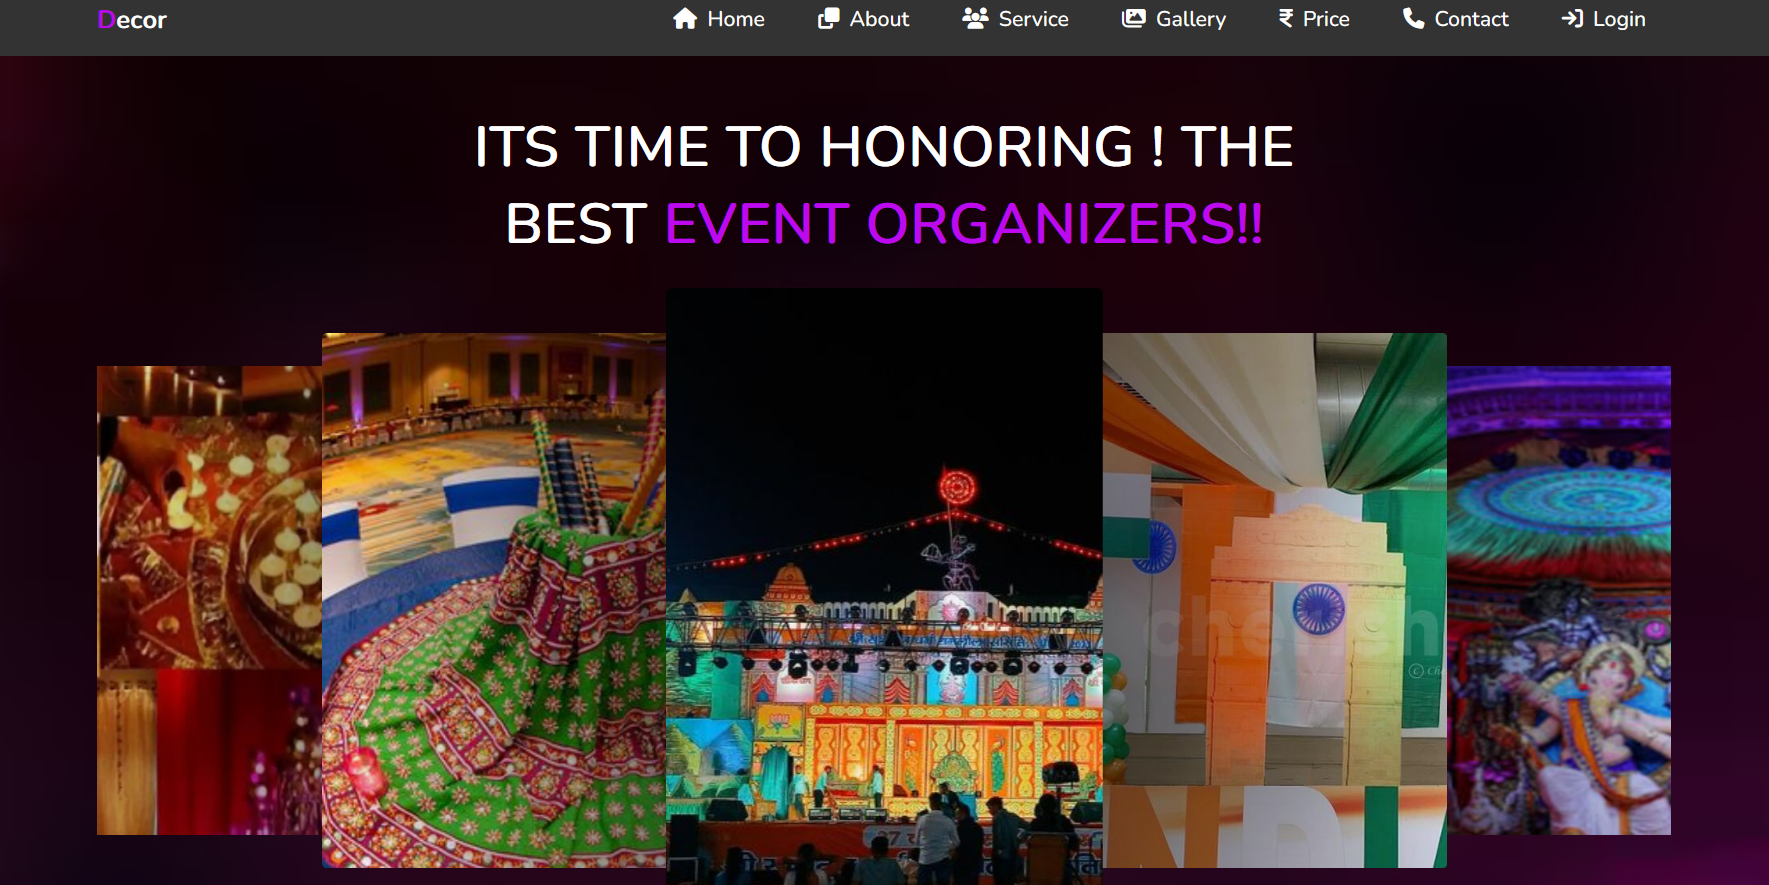 Decor
Home
About
Service
Gallery
Price
Contact
Login
ITS TIME TO HONORING ! THE
BEST EVENT ORGANIZERS!!